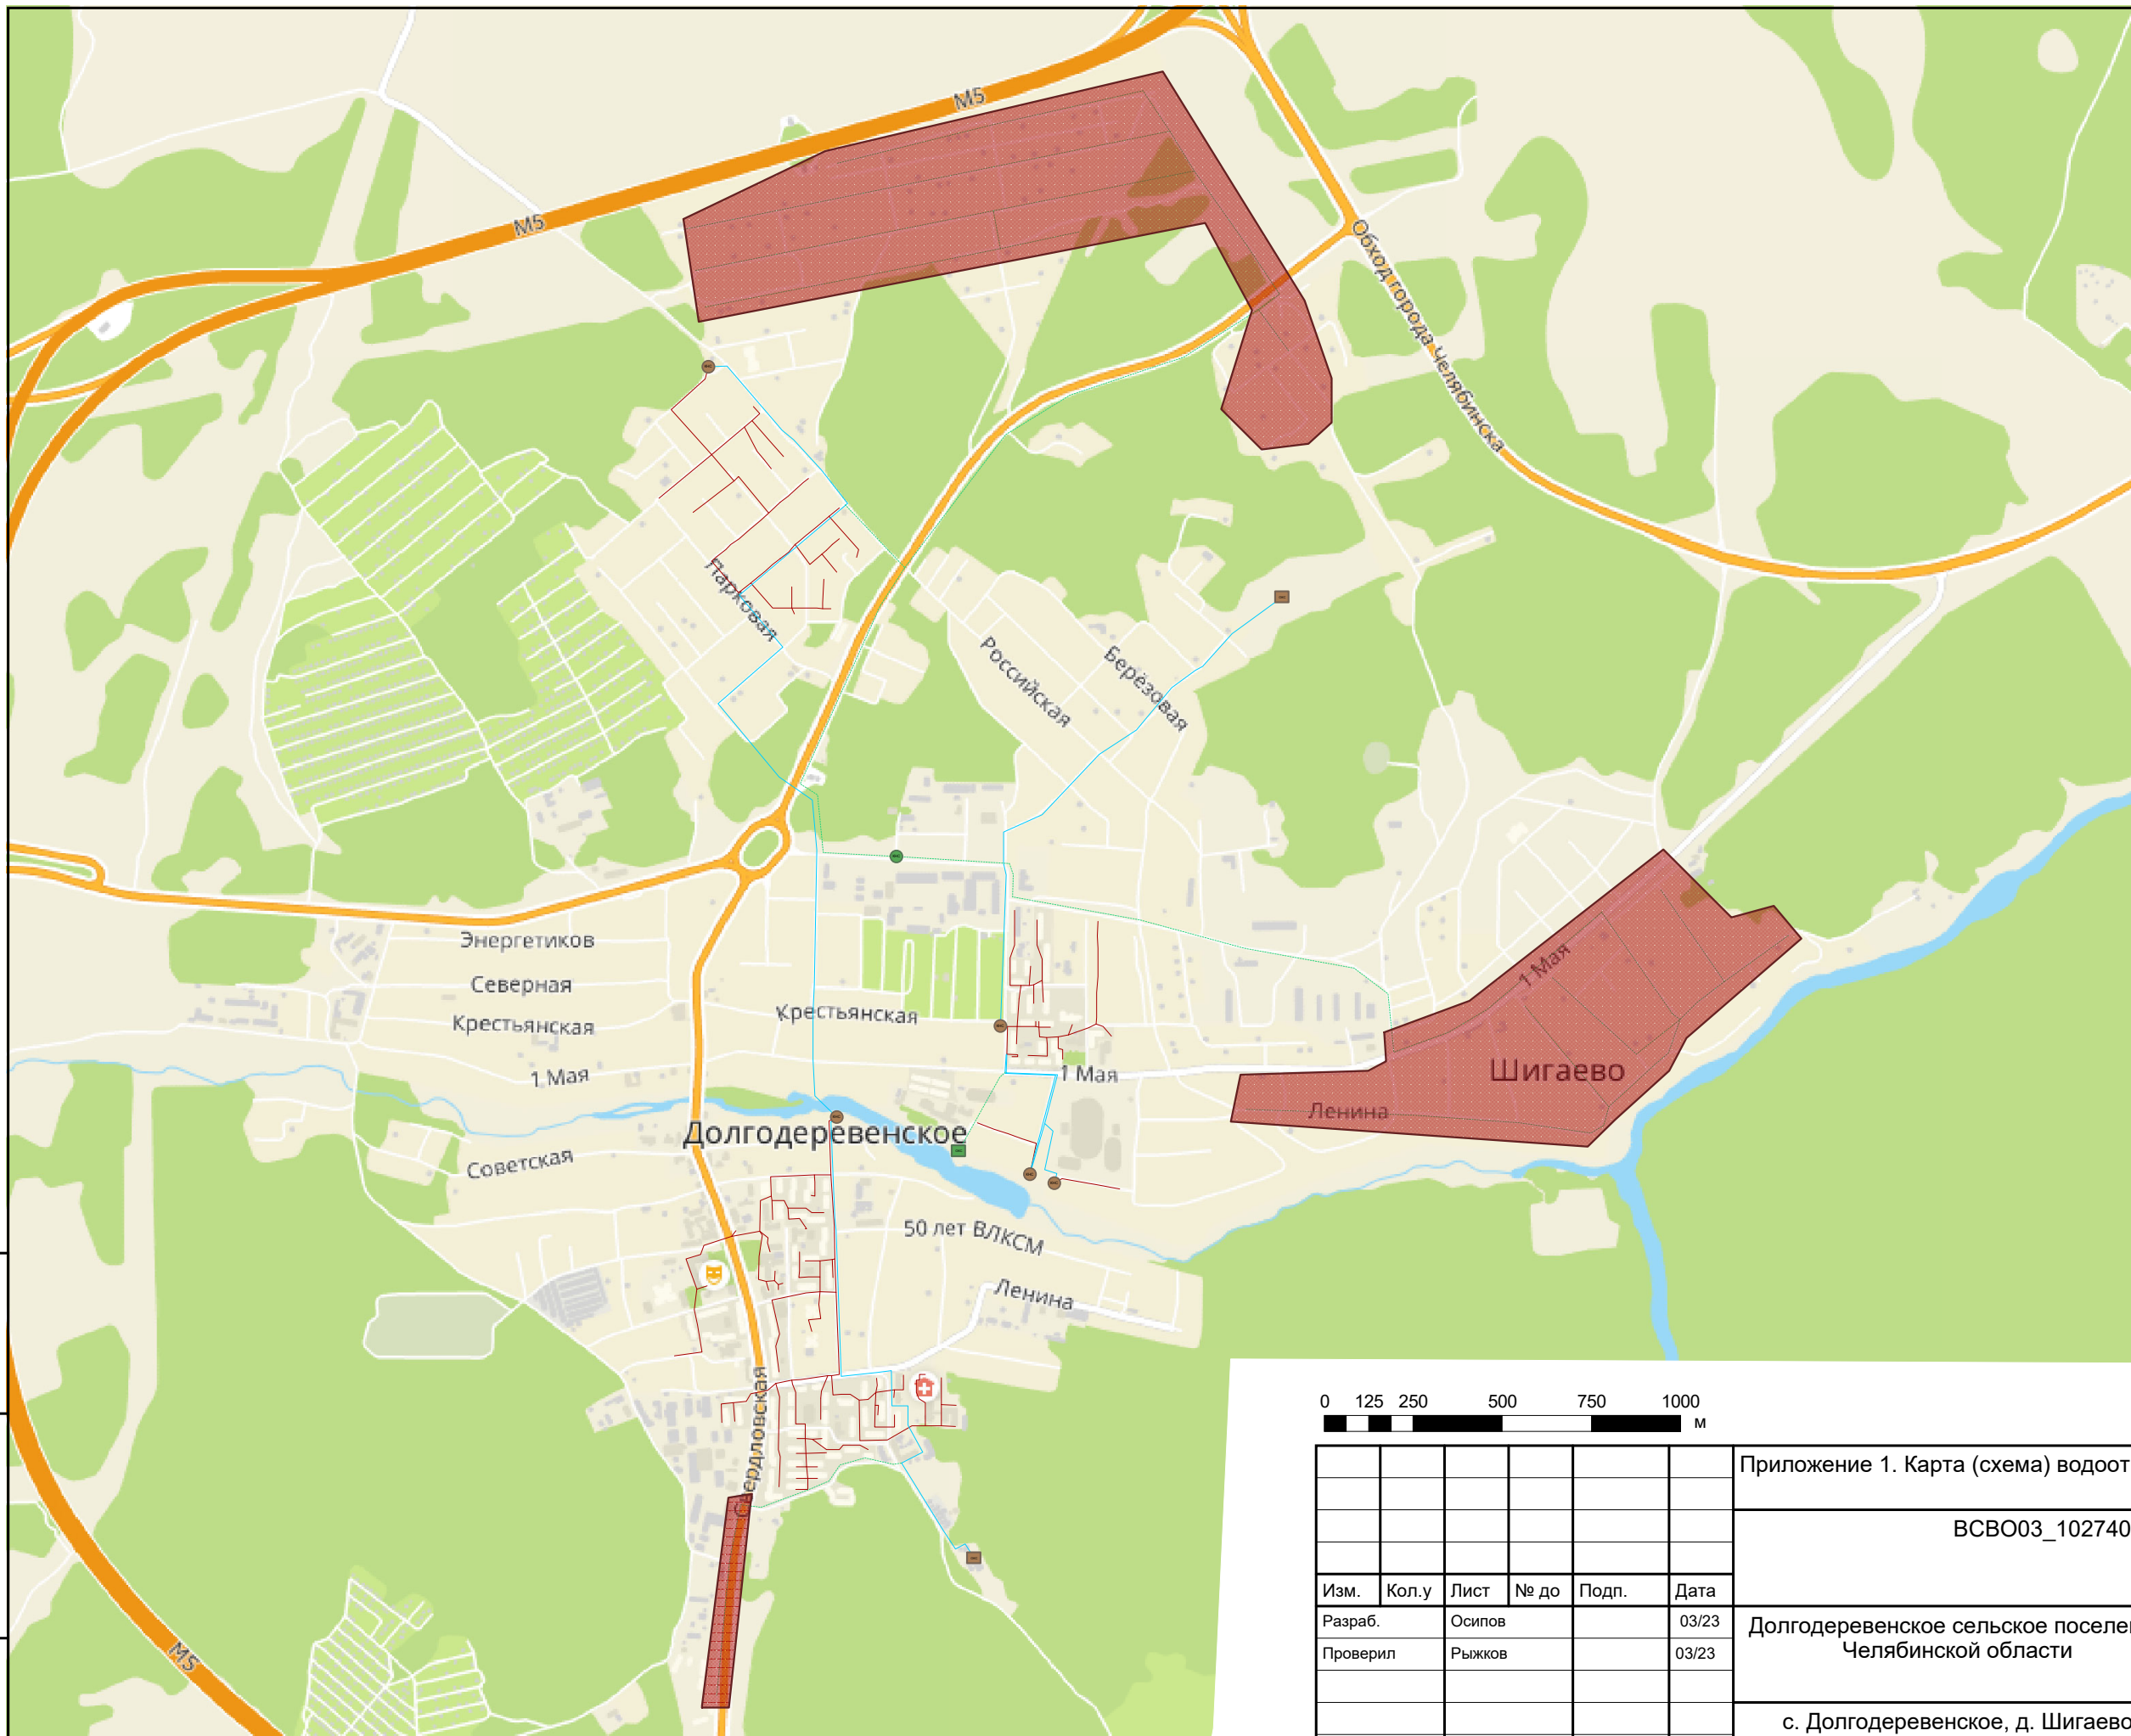 М5
М5
Обход города Челябинска
Парковая
Российская
Берёзовая
Энергетиков
Северная
Крестьянская
Крестьянская
1 Мая
1 Мая
1 Мая
Шигаево
Ленина
Долгодеревенское
Советская
50 лет ВЛКСМ
Ленина
Свердловская
М5
0 125 250 500 750 1000
м
Приложение 1. Карта (схема) водоот
ВСВО03_102740
Изм. Кол.у Лист № до Подп. Дата
Разраб. Осипов 03/23
Проверил Рыжков 03/23
Долгодеревенское сельское поселен
Челябинской области
с. Долгодеревенское, д. Шигаево